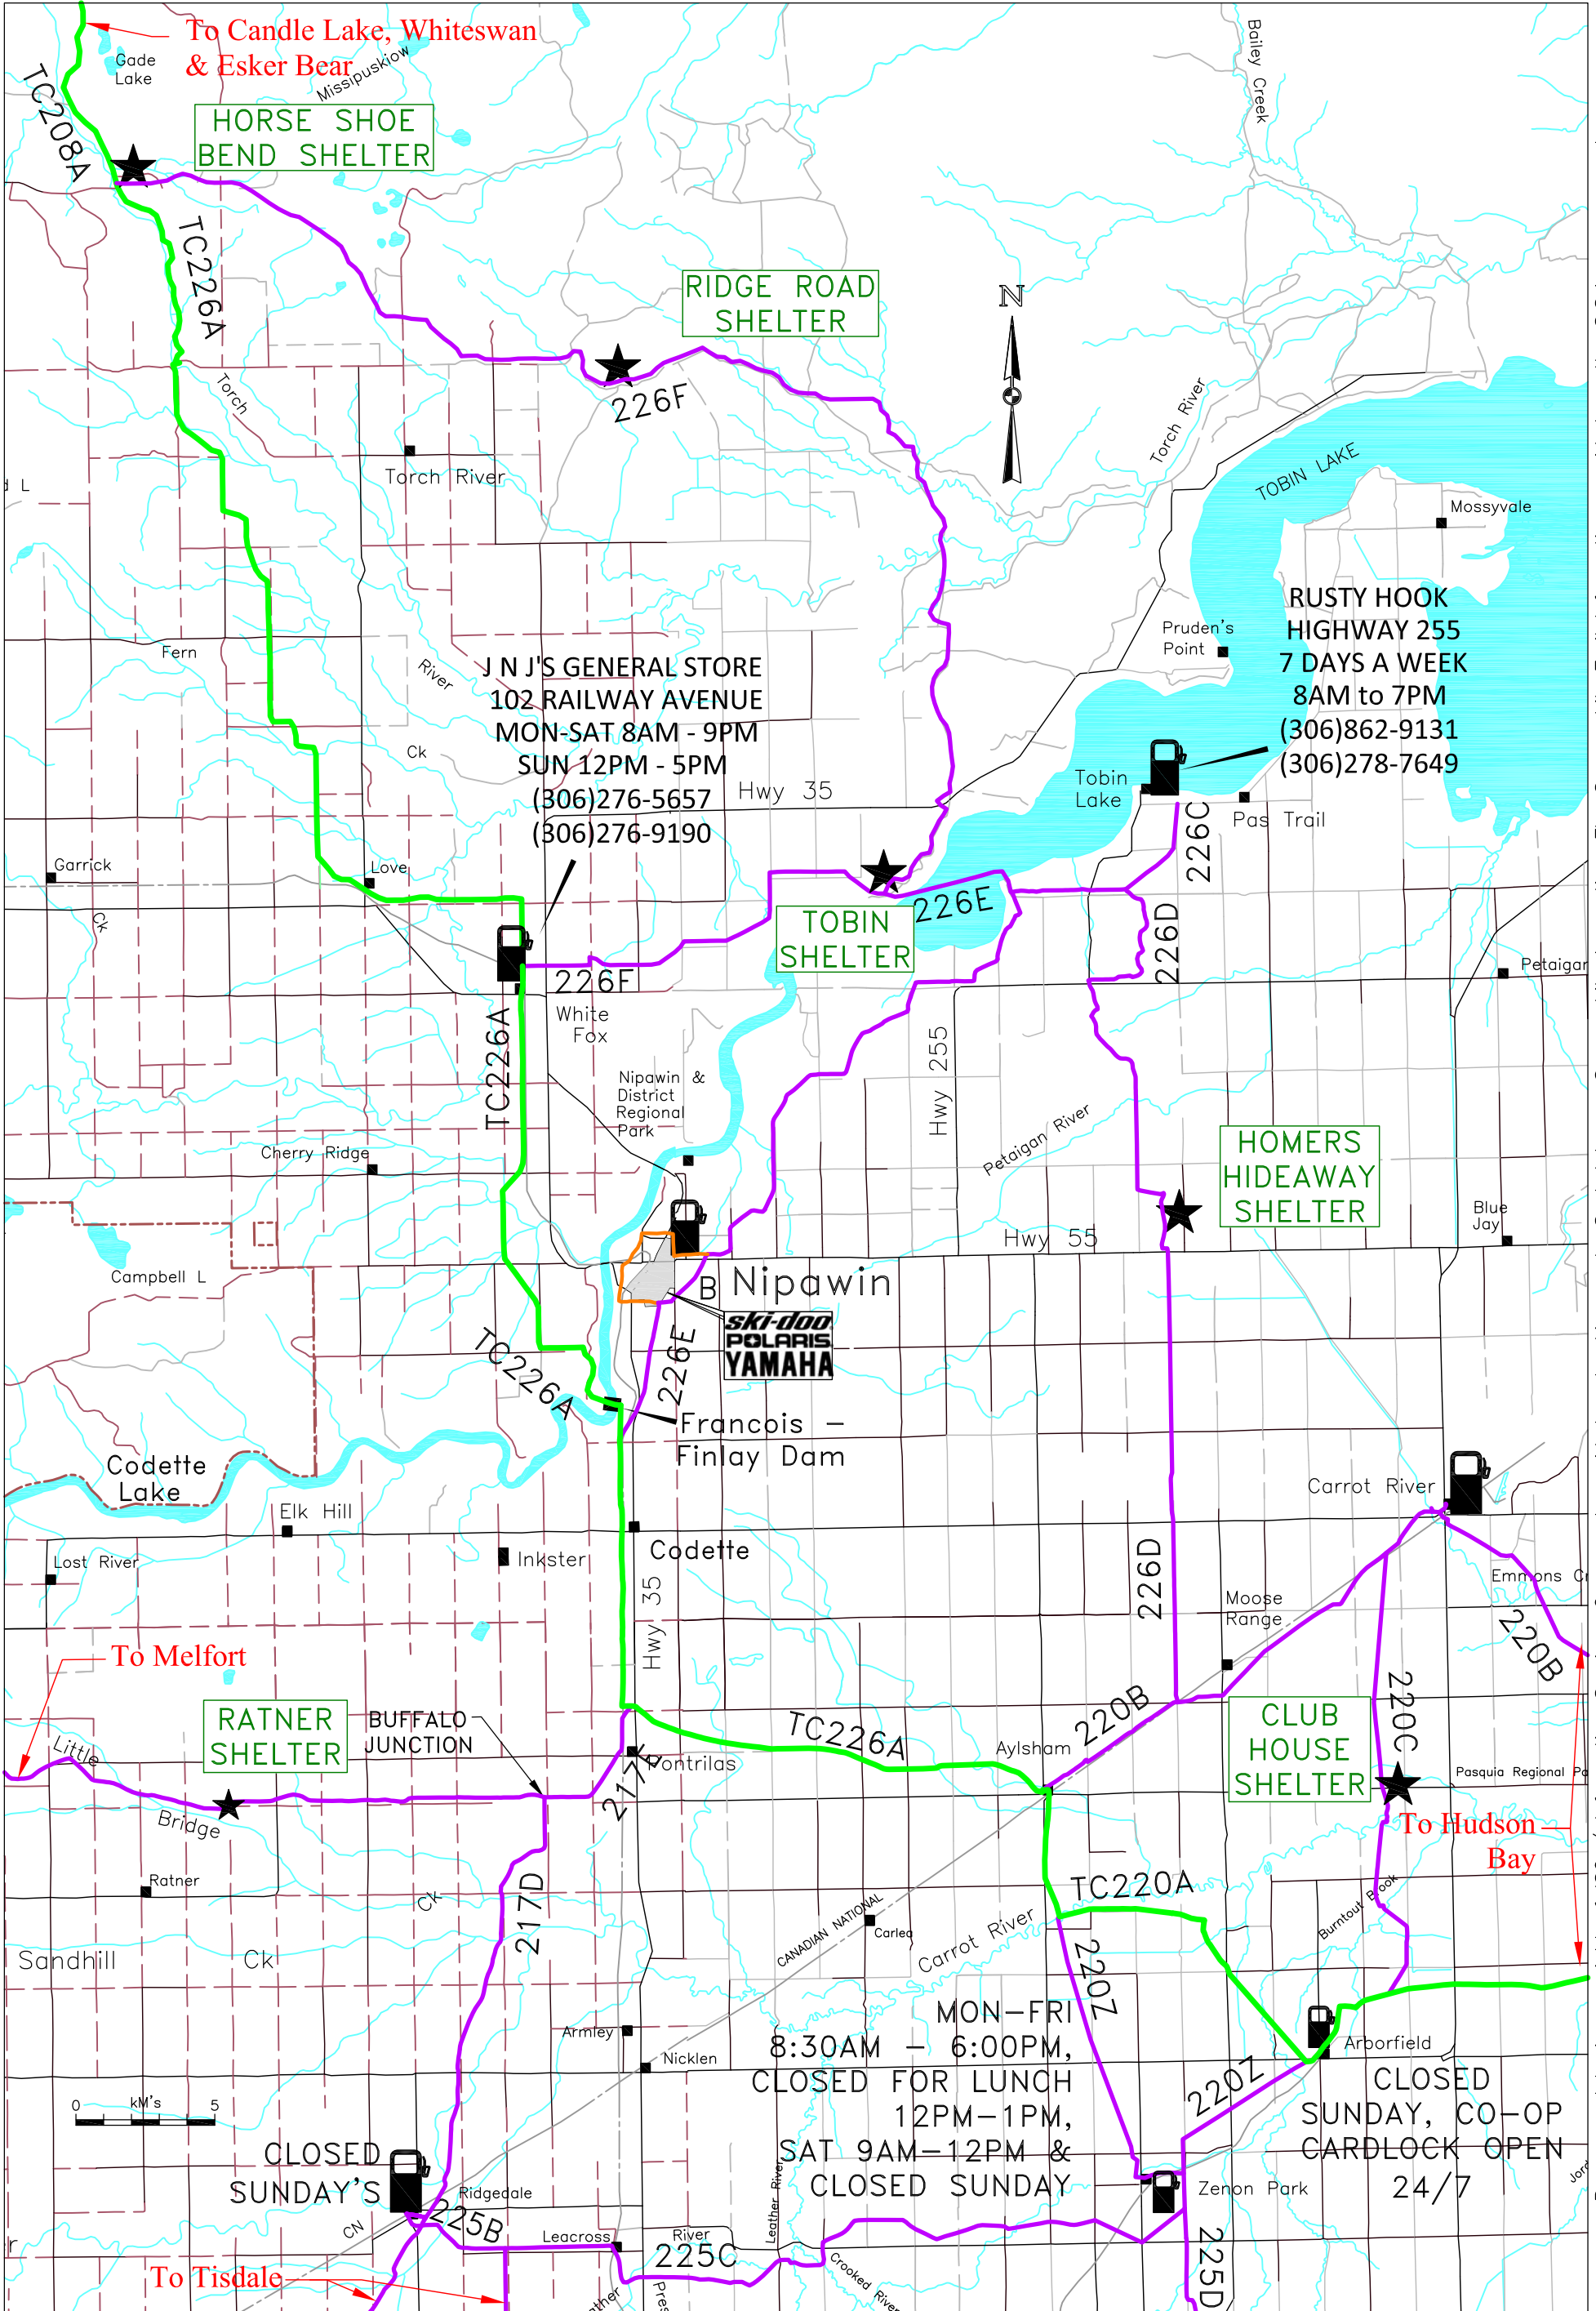 To Candle Lake, Whiteswan
& Esker Bear
Gade
Lake
Missipuskiow
Bailey Creek
TC208A
HORSE SHOE
BEND SHELTER
TC226A
RIDGE ROAD
SHELTER
N
226F
Torch
Torch River
Torch River
TOBIN LAKE
Mossyvale
d L
Fern
River
Ck
J N J'S GENERAL STORE
102 RAILWAY AVENUE
MON-SAT 8AM - 9PM
SUN 12PM - 5PM
(306)276-5657
(306)276-9190
Pruden's
Point
RUSTY HOOK
HIGHWAY 255
7 DAYS A WEEK
8AM to 7PM
(306)862-9131
(306)278-7649
Hwy 35
Tobin
Lake
226C
Pas Trail
Garrick
Love
Ck
226E
TOBIN
SHELTER
226D
Petaigan
226F
White
Fox
TC226A
Hwy 255
Nipawin &
District
Regional
Park
Petaigan River
Cherry Ridge
HOMERS
HIDEAWAY
SHELTER
Blue
Jay
Hwy 55
Campbell L
B Nipawin
ski-doo
POLARIS
YAMAHA
TC226A
226E
Francois -
Finlay Dam
Codette
Lake
Elk Hill
Carrot River
Lost River
Inkster
Codette
226D
Emmons Cr
Moose
Range
Hwy 35
220B
To Melfort
220C
RATNER
SHELTER
BUFFALO
JUNCTION
TC226A
220B
CLUB
HOUSE
SHELTER
Little
Pontrilas
217E
Aylsham
Pasquia Regional Pa
Bridge
To Hudson
Bay
Ratner
Ck
217D
TC220A
CANADIAN NATIONAL
Carlea
Carrot River
Burntout Brook
Sandhill Ck
220Z
MON-FRI
8:30AM - 6:00PM,
CLOSED FOR LUNCH
12PM-1PM,
SAT 9AM-12PM &
CLOSED SUNDAY
Armley
Nicklen
Arborfield
220Z
CLOSED
SUNDAY, CO-OP
CARDLOCK OPEN
24/7
0 kM's 5
CLOSED
SUNDAY'S
Ridgedale
Leather River
Zenon Park
CN
225B
Leacross
River
225C
225D
Crooked River
To Tisdale